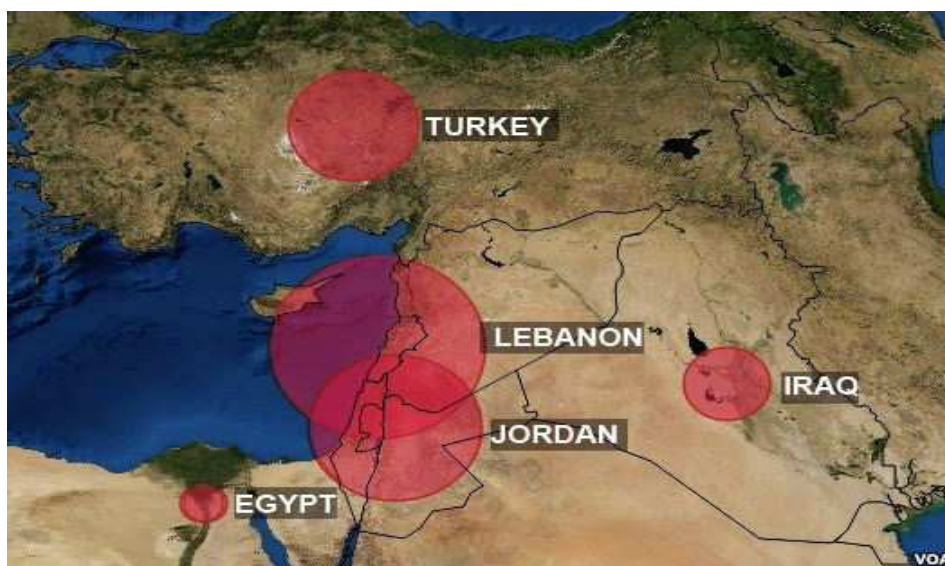 TURKEY
LEBANON
IRAQ
JORDAN
EGYPT
VOA